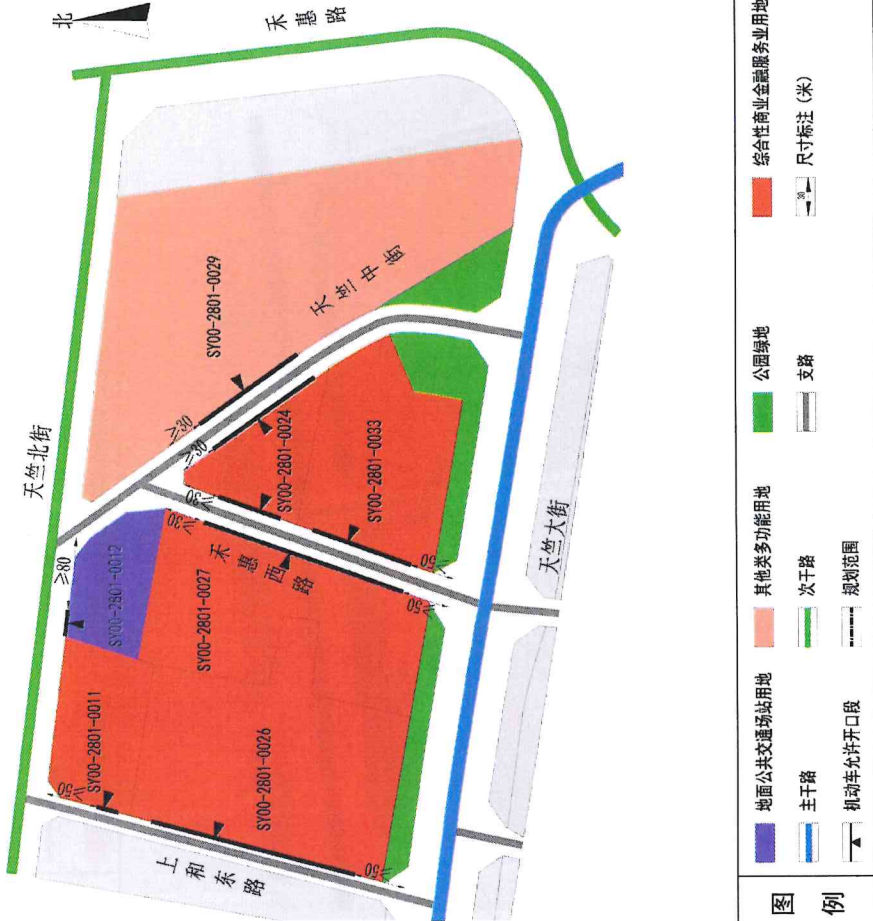 北
禾惠路
天竺北街
SY00-2801-0029
天竺中街
≥30
≥30
SY00-2801-0024
≥80
SY00-2801-0012
≥30
禾惠西路
SY00-2801-0027
SY00-2801-0033
≥50
≥50
天竺大街
SY00-2801-0011
≥50
SY00-2801-0026
≥50
上和东路
图例
地面公共交通场站用地
其他类多功能用地
公园绿地
综合性商业金融服务业用地
主干路
次干路
支路
30
尺寸标注（米）
机动车允许开口段
规划范围